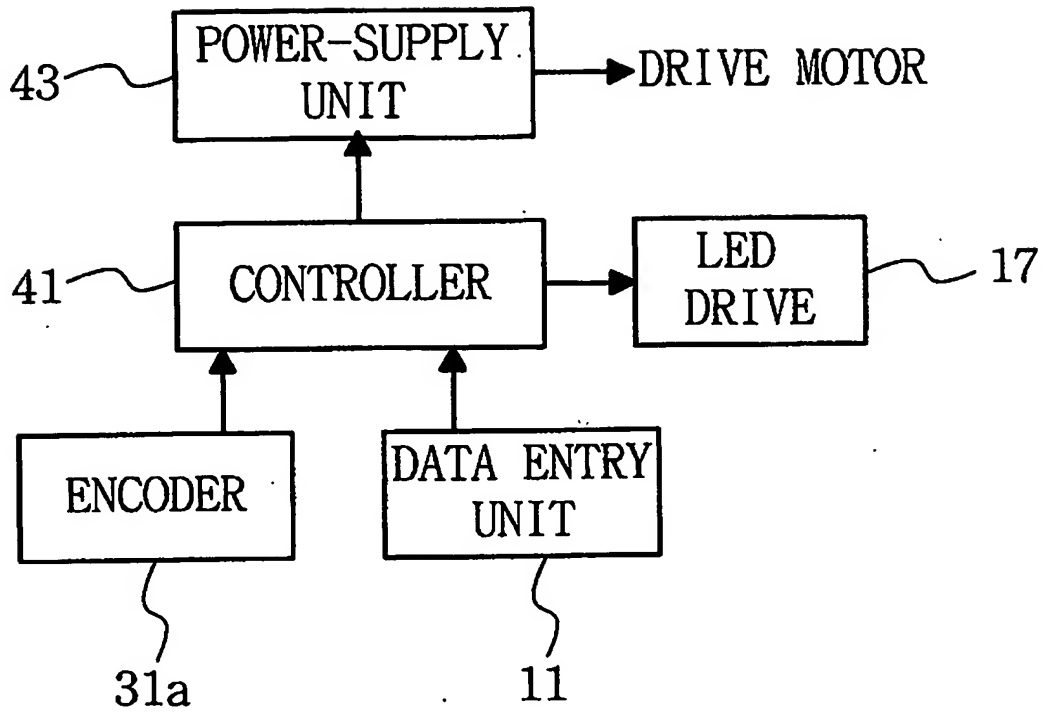 POWER-SUPPLY
UNIT
43
DRIVE MOTOR
CONTROLLER
41
LED
DRIVE
17
ENCODER
DATA ENTRY
UNIT
31a
11